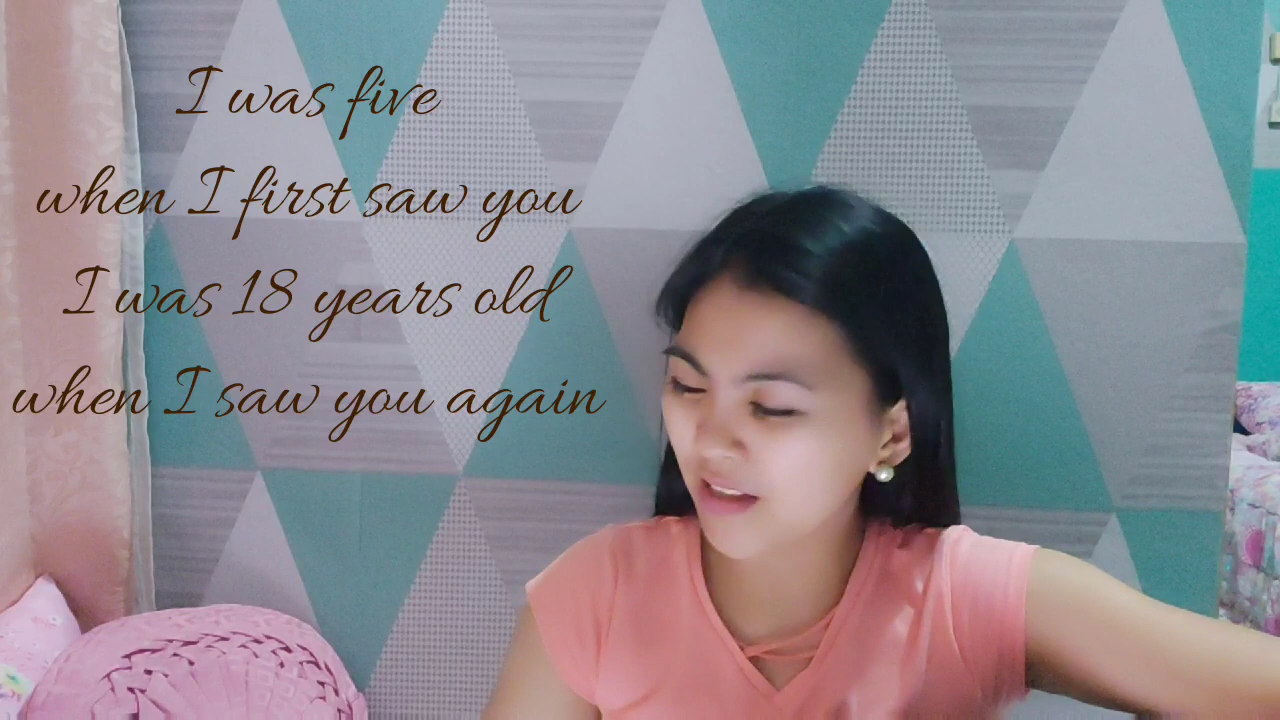 I was five
when I first saw you
I was 18 years old
when I saw you again